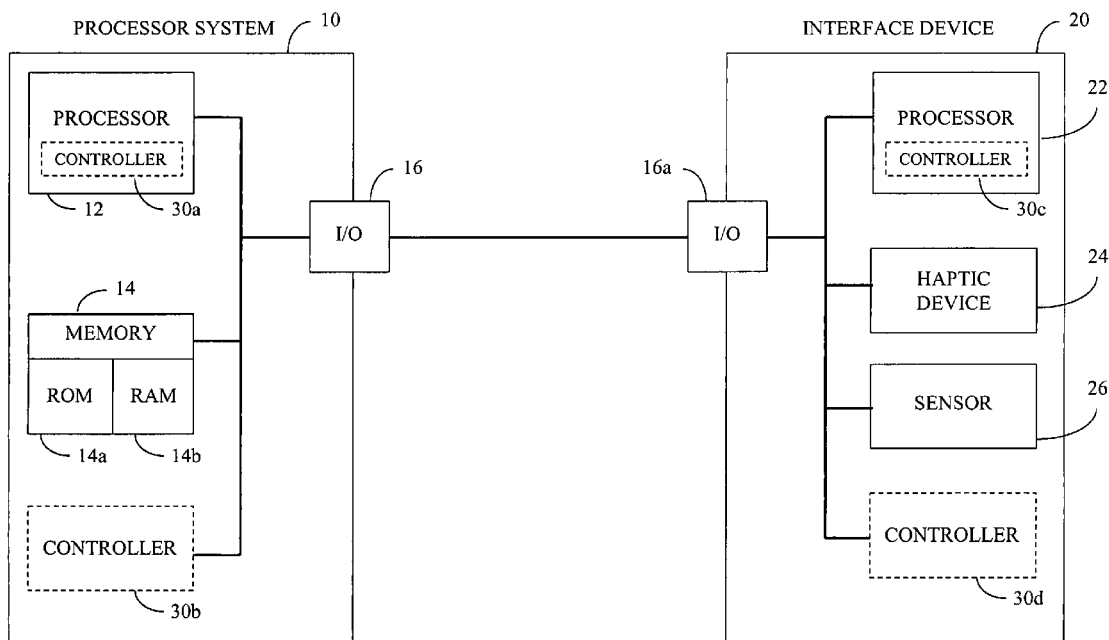 PROCESSOR SYSTEM
10
PROCESSOR
CONTROLLER
12
30a
14
MEMORY
ROM
RAM
14a
14b
CONTROLLER
30b
16
I/O
16a
I/O
INTERFACE DEVICE
20
22
PROCESSOR
CONTROLLER
30c
24
HAPTIC
DEVICE
26
SENSOR
CONTROLLER
30d